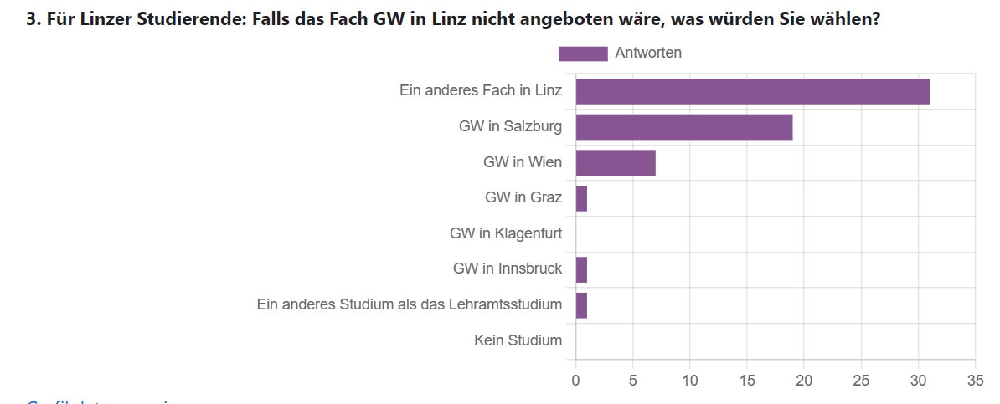 3. Für Linzer Studierende: Falls das Fach GW in Linz nicht angeboten wäre, was würden Sie wählen?
Antworten
Ein anderes Fach in Linz
GW in Salzburg
GW in Wien
GW in Graz
GW in Klagenfurt
GW in Innsbruck
Ein anderes Studium als das Lehramtsstudium
Kein Studium
0 5 10 15 20 25 30 35